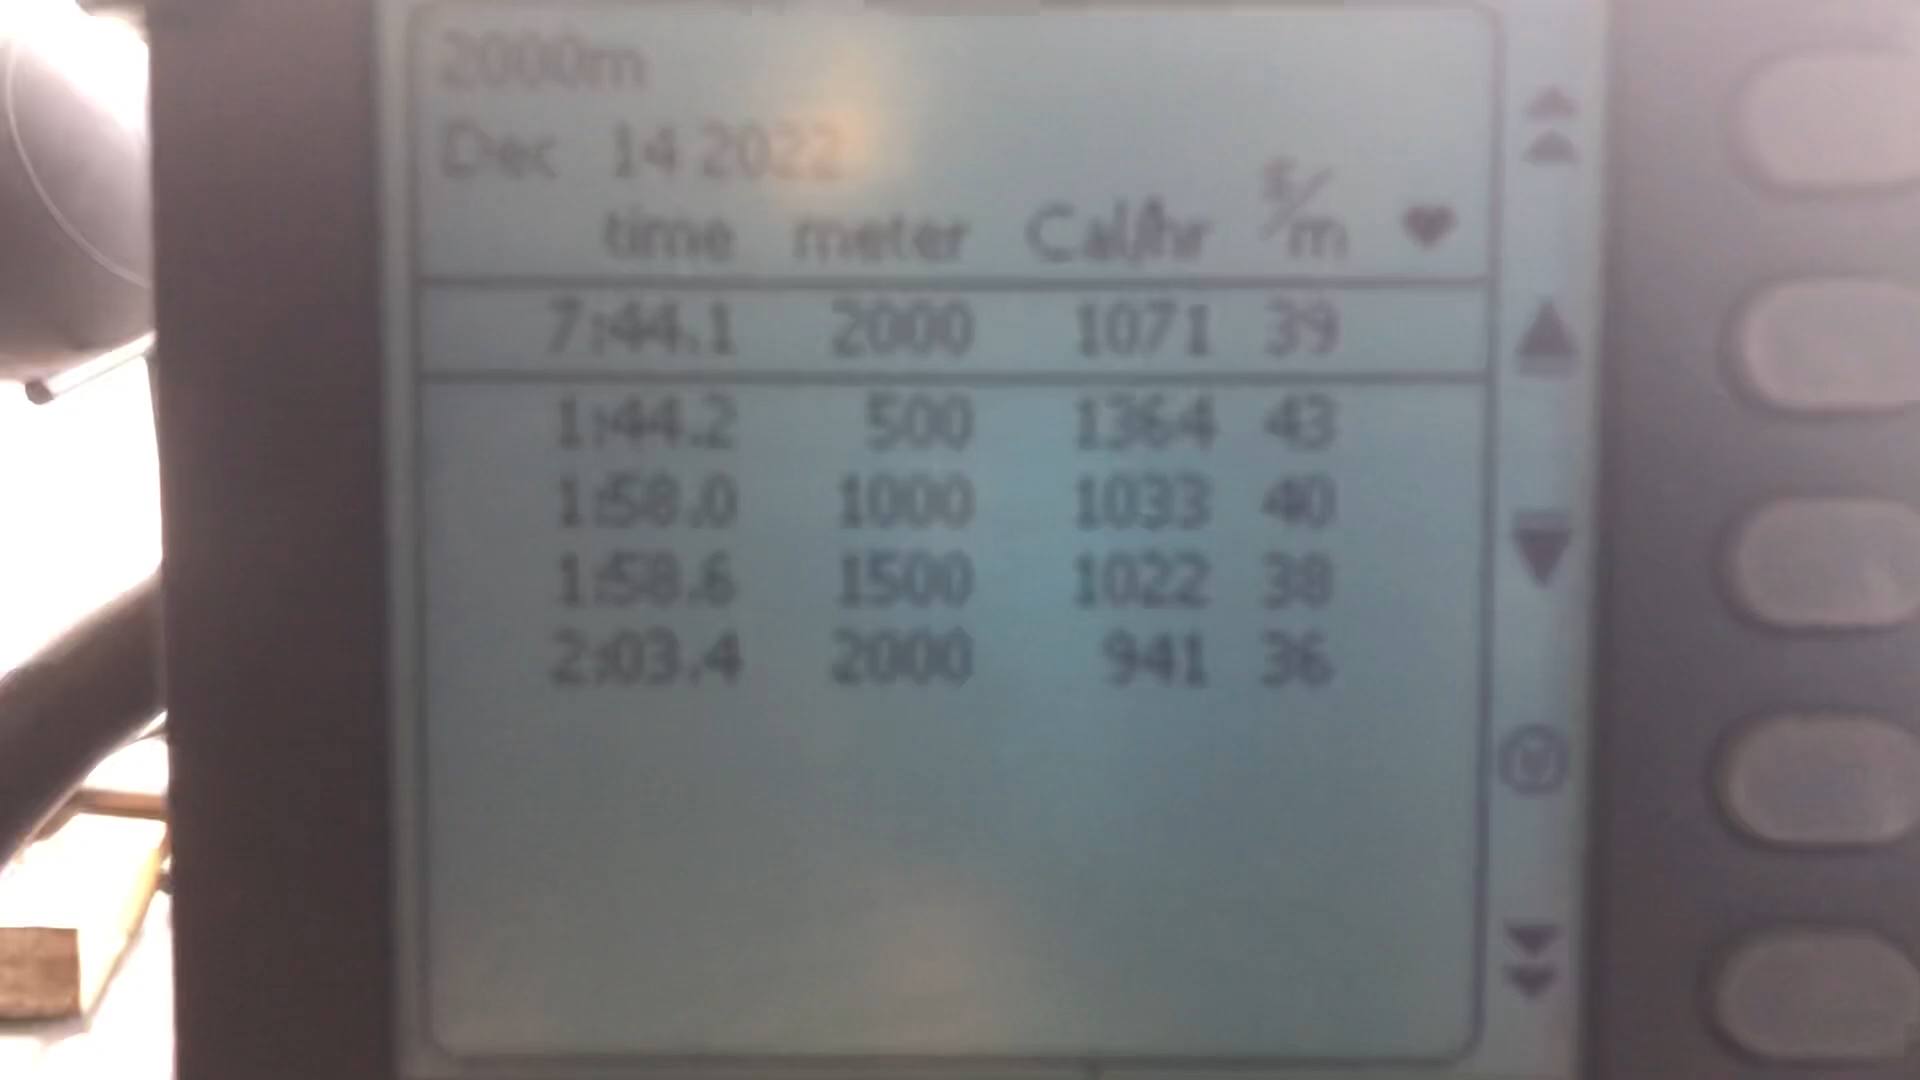 2000m
Dec 14 2022
time meter Cal/hr s/m
7:44.1 2000 1071 39
1:44.2 500 1364 43
1:58.0 1000 1033 40
1:58.6 1500 1022 38
2:03.4 2000 941 36